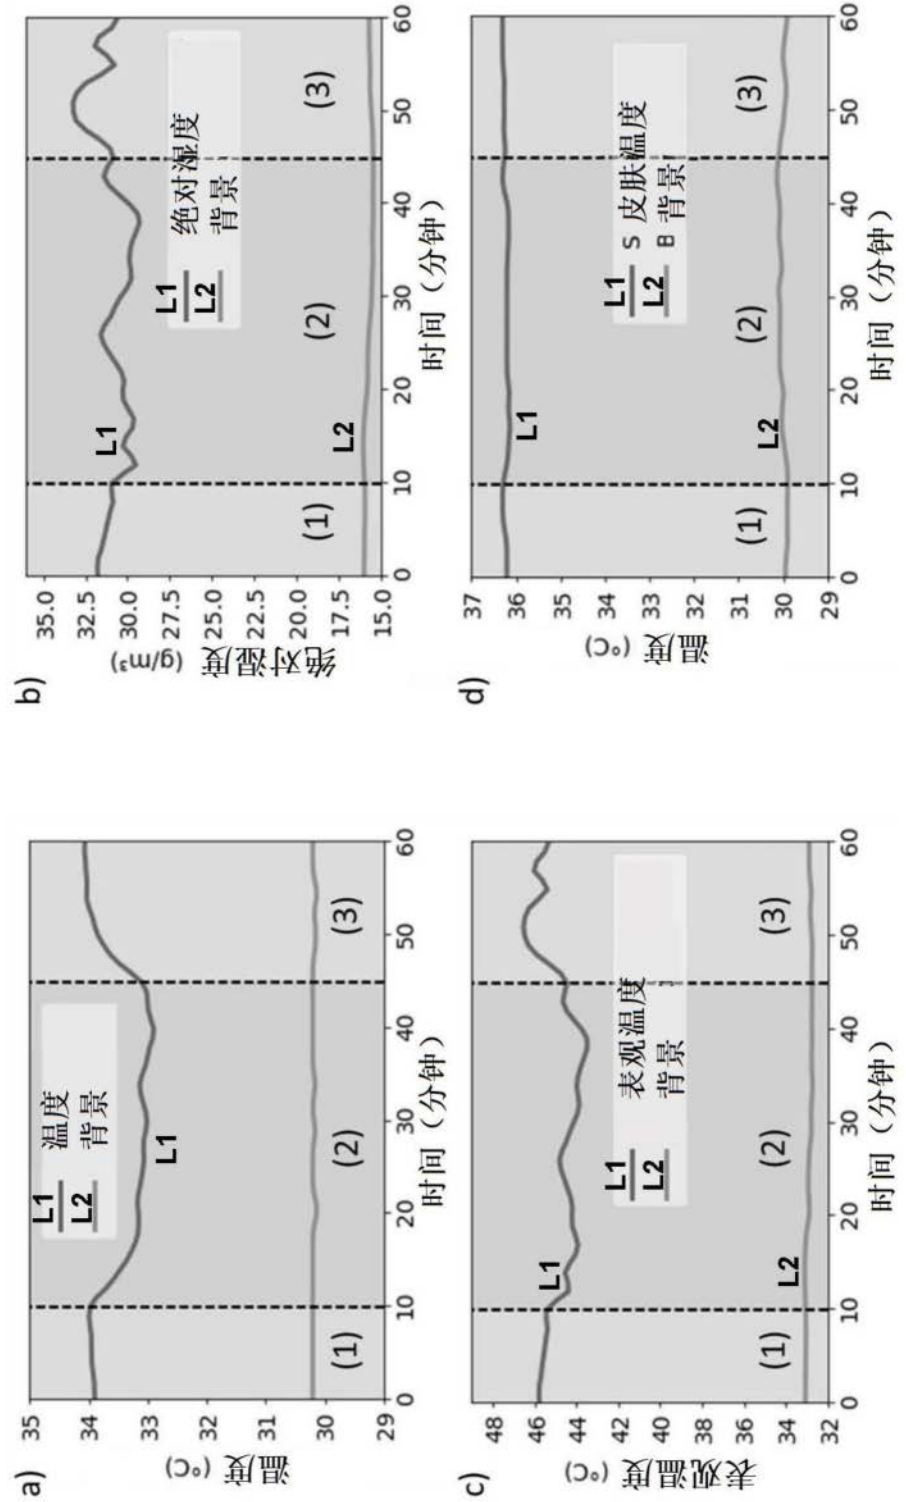 a)
温度 (°C)
35
34
33
32
31
30
29
L1 温度
L2 背景
L1
(1)
(2)
(3)
0
10
20
30
40
50
60
时间（分钟）
b)
绝对湿度 (g/m³)
35.0
32.5
30.0
27.5
25.0
22.5
20.0
17.5
15.0
L1 绝对湿度
L2 背景
L1
L2
(1)
(2)
(3)
0
10
20
30
40
50
60
时间（分钟）
c)
表观温度 (°C)
48
46
44
42
40
38
36
34
32
L1 表观温度
L2 背景
L1
L2
(1)
(2)
(3)
0
10
20
30
40
50
60
时间（分钟）
d)
温度 (°C)
37
36
35
34
33
32
31
30
29
L1 S 皮肤温度
L2 B 背景
L1
L2
(1)
(2)
(3)
0
10
20
30
40
50
60
时间（分钟）